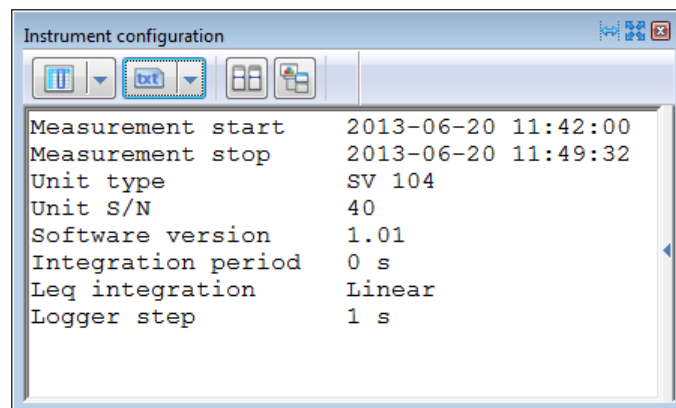 Instrument configuration
txt
Measurement start 2013-06-20 11:42:00
Measurement stop 2013-06-20 11:49:32
Unit type SV 104
Unit S/N 40
Software version 1.01
Integration period 0 s
Leq integration Linear
Logger step 1 s